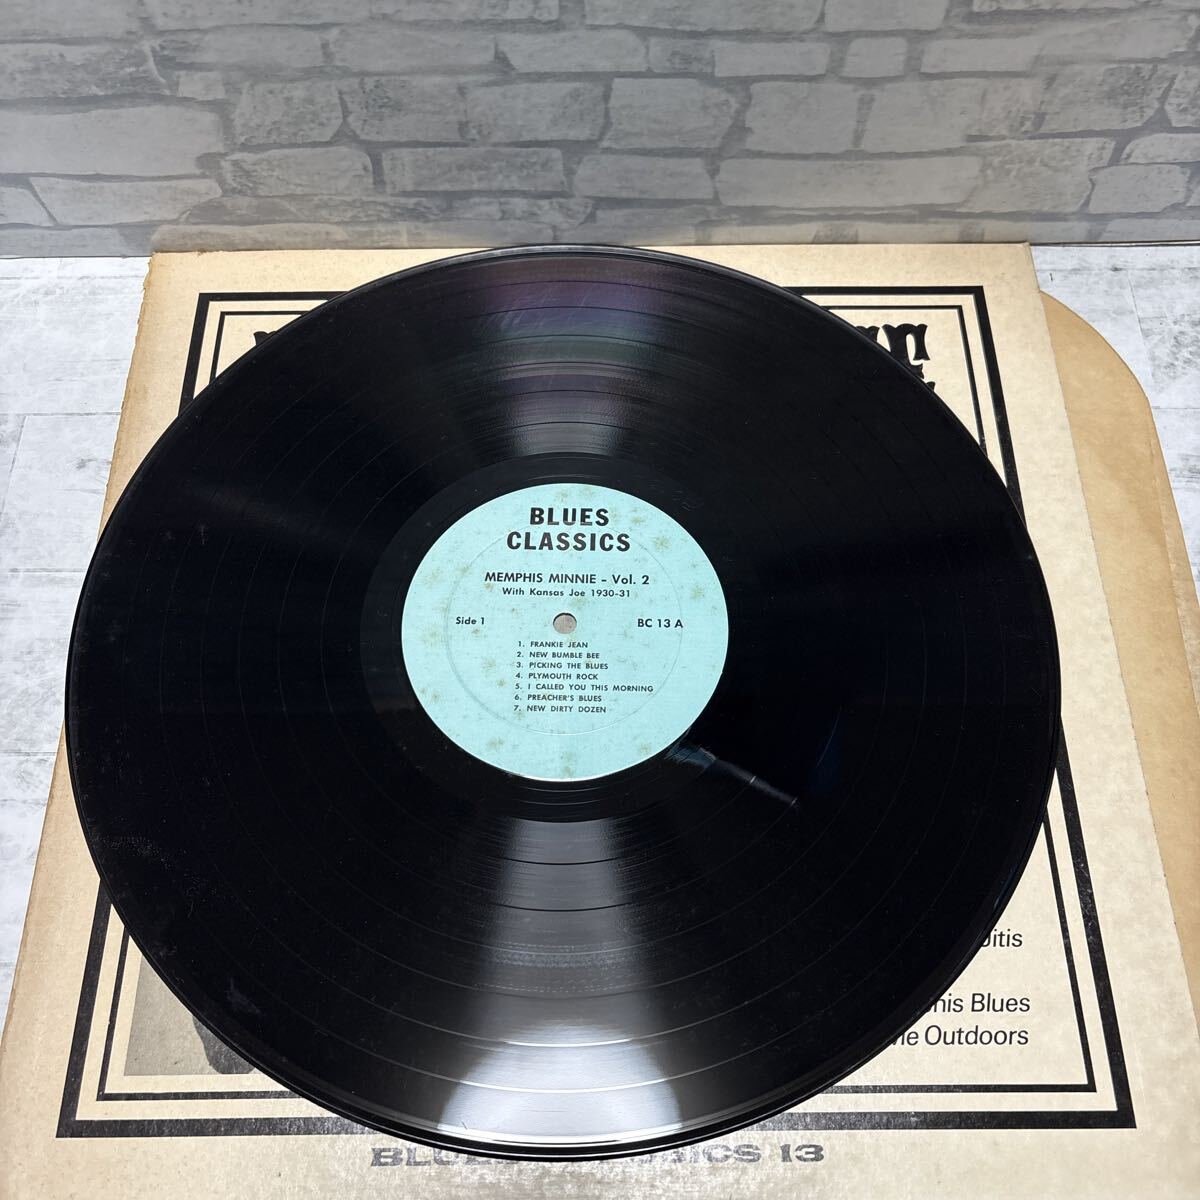 BLUES
CLASSICS
MEMPHIS MINNIE - Vol. 2
With Kansas Joe 1930-31
Side 1
BC 13 A
1. FRANKIE JEAN
2. NEW BUMBLE BEE
3. PICKING THE BLUES
4. PLYMOUTH ROCK
5. I CALLED YOU THIS MORNING
6. PREACHER'S BLUES
7. NEW DIRTY DOZEN
Blues
Outdoors
13